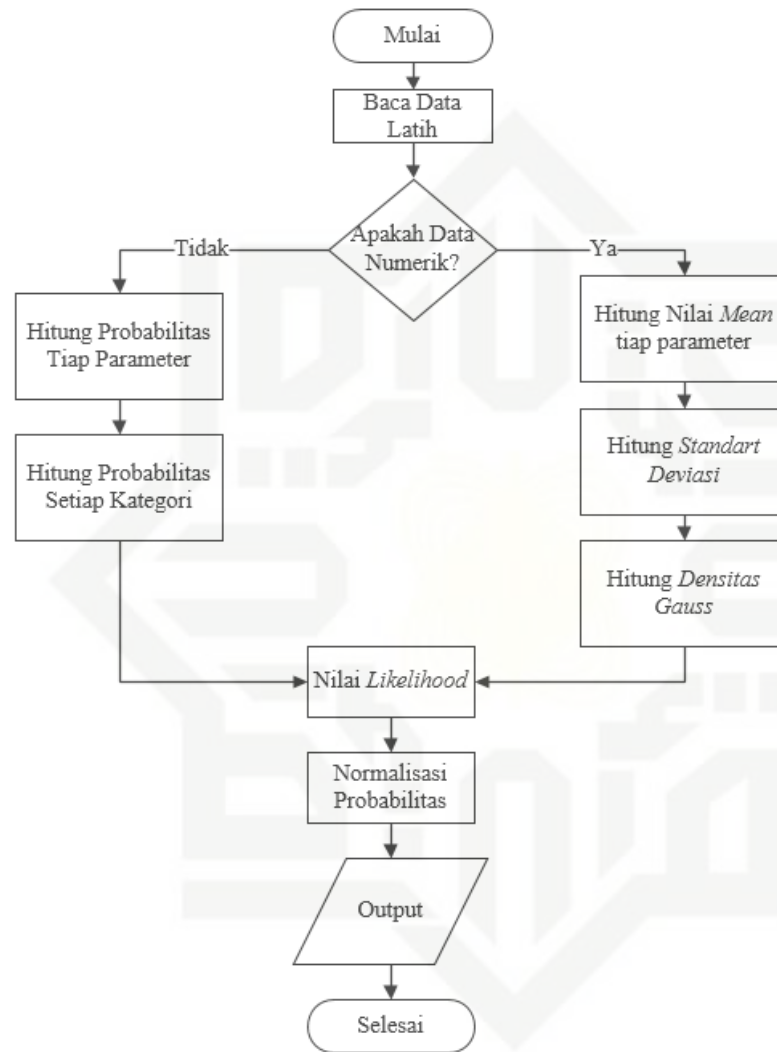 Mulai
Baca Data
Latih
Apakah Data
Numerik?
Tidak
Ya
Hitung Probabilitas
Tiap Parameter
Hitung Probabilitas
Setiap Kategori
Hitung Nilai Mean
tiap parameter
Hitung Standart
Deviasi
Hitung Densitas
Gauss
Nilai Likelihood
Normalisasi
Probabilitas
Output
Selesai